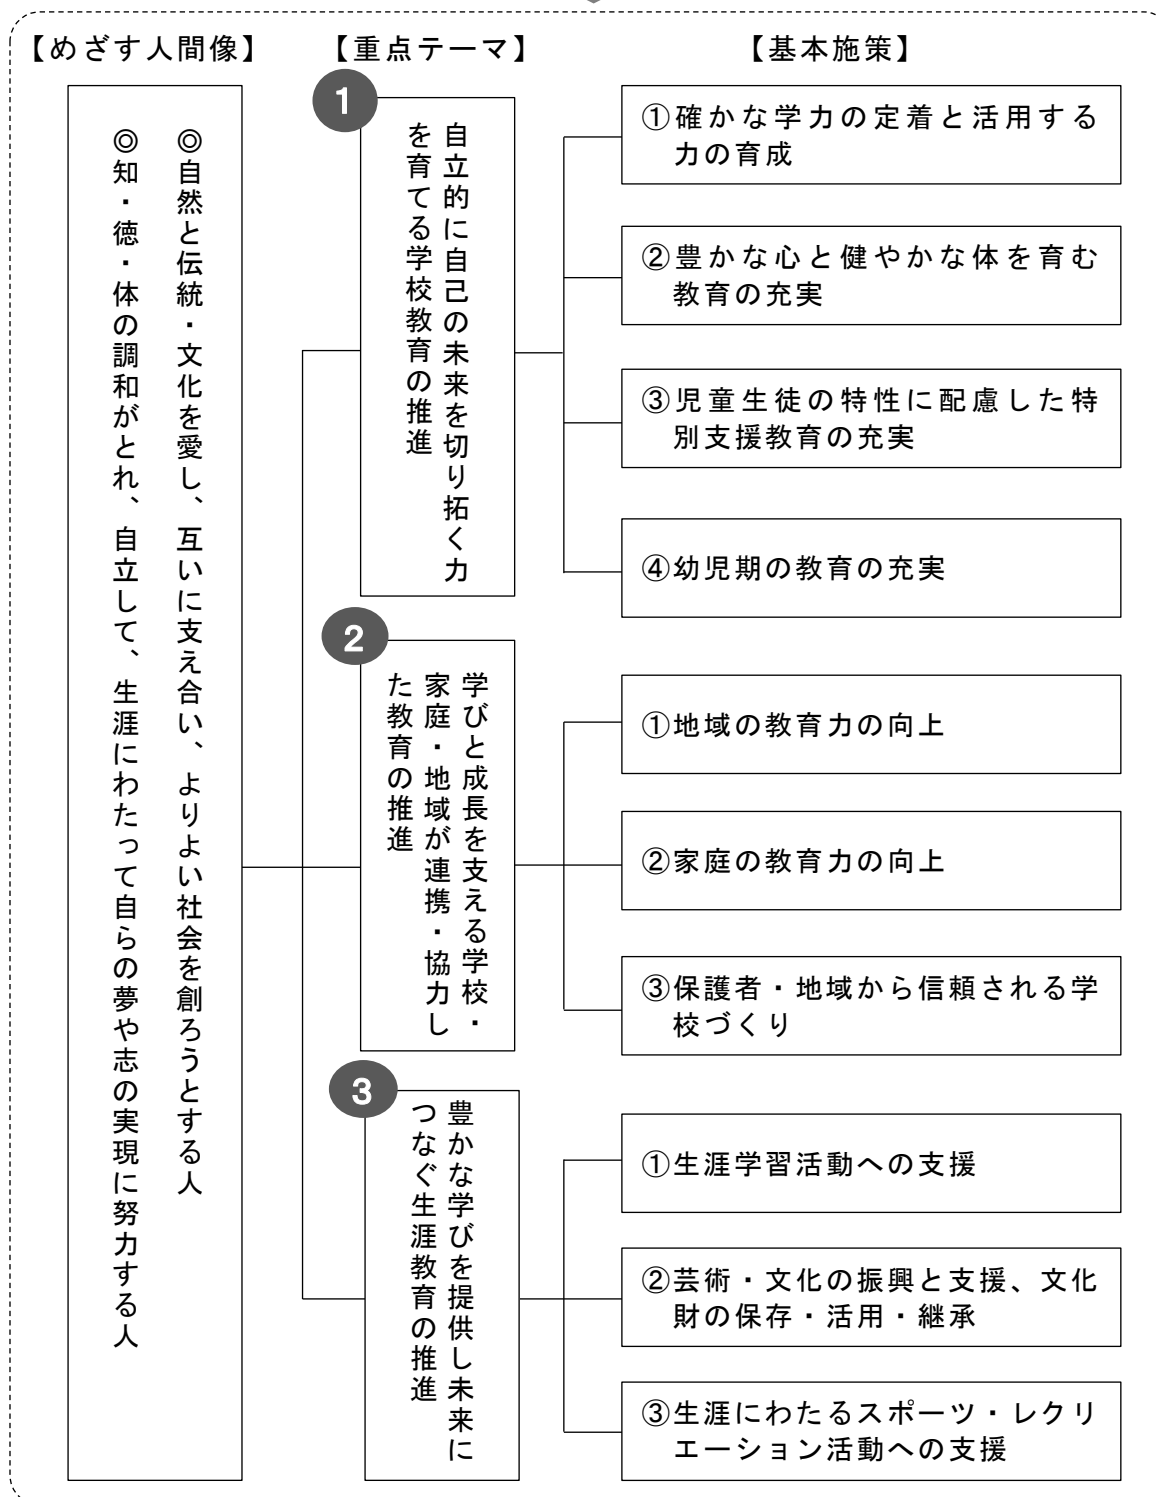 【めざす人間像】
【重点テーマ】
【基本施策】
◎自然と伝統・文化を愛し、互いに支え合い、よりよい社会を創ろうとする人
◎知・徳・体の調和がとれ、自立して、生涯にわたって自らの夢や志の実現に努力する人
1
自立的に自己の未来を切り拓く力
を育てる学校教育の推進
①確かな学力の定着と活用する
力の育成
②豊かな心と健やかな体を育む
教育の充実
③児童生徒の特性に配慮した特
別支援教育の充実
④幼児期の教育の充実
2
学びと成長を支える学校・
家庭・地域が連携・協力し
た教育の推進
①地域の教育力の向上
②家庭の教育力の向上
③保護者・地域から信頼される学
校づくり
3
豊かな学びを提供し未来に
つなぐ生涯教育の推進
①生涯学習活動への支援
②芸術・文化の振興と支援、文化
財の保存・活用・継承
③生涯にわたるスポーツ・レクリ
エーション活動への支援